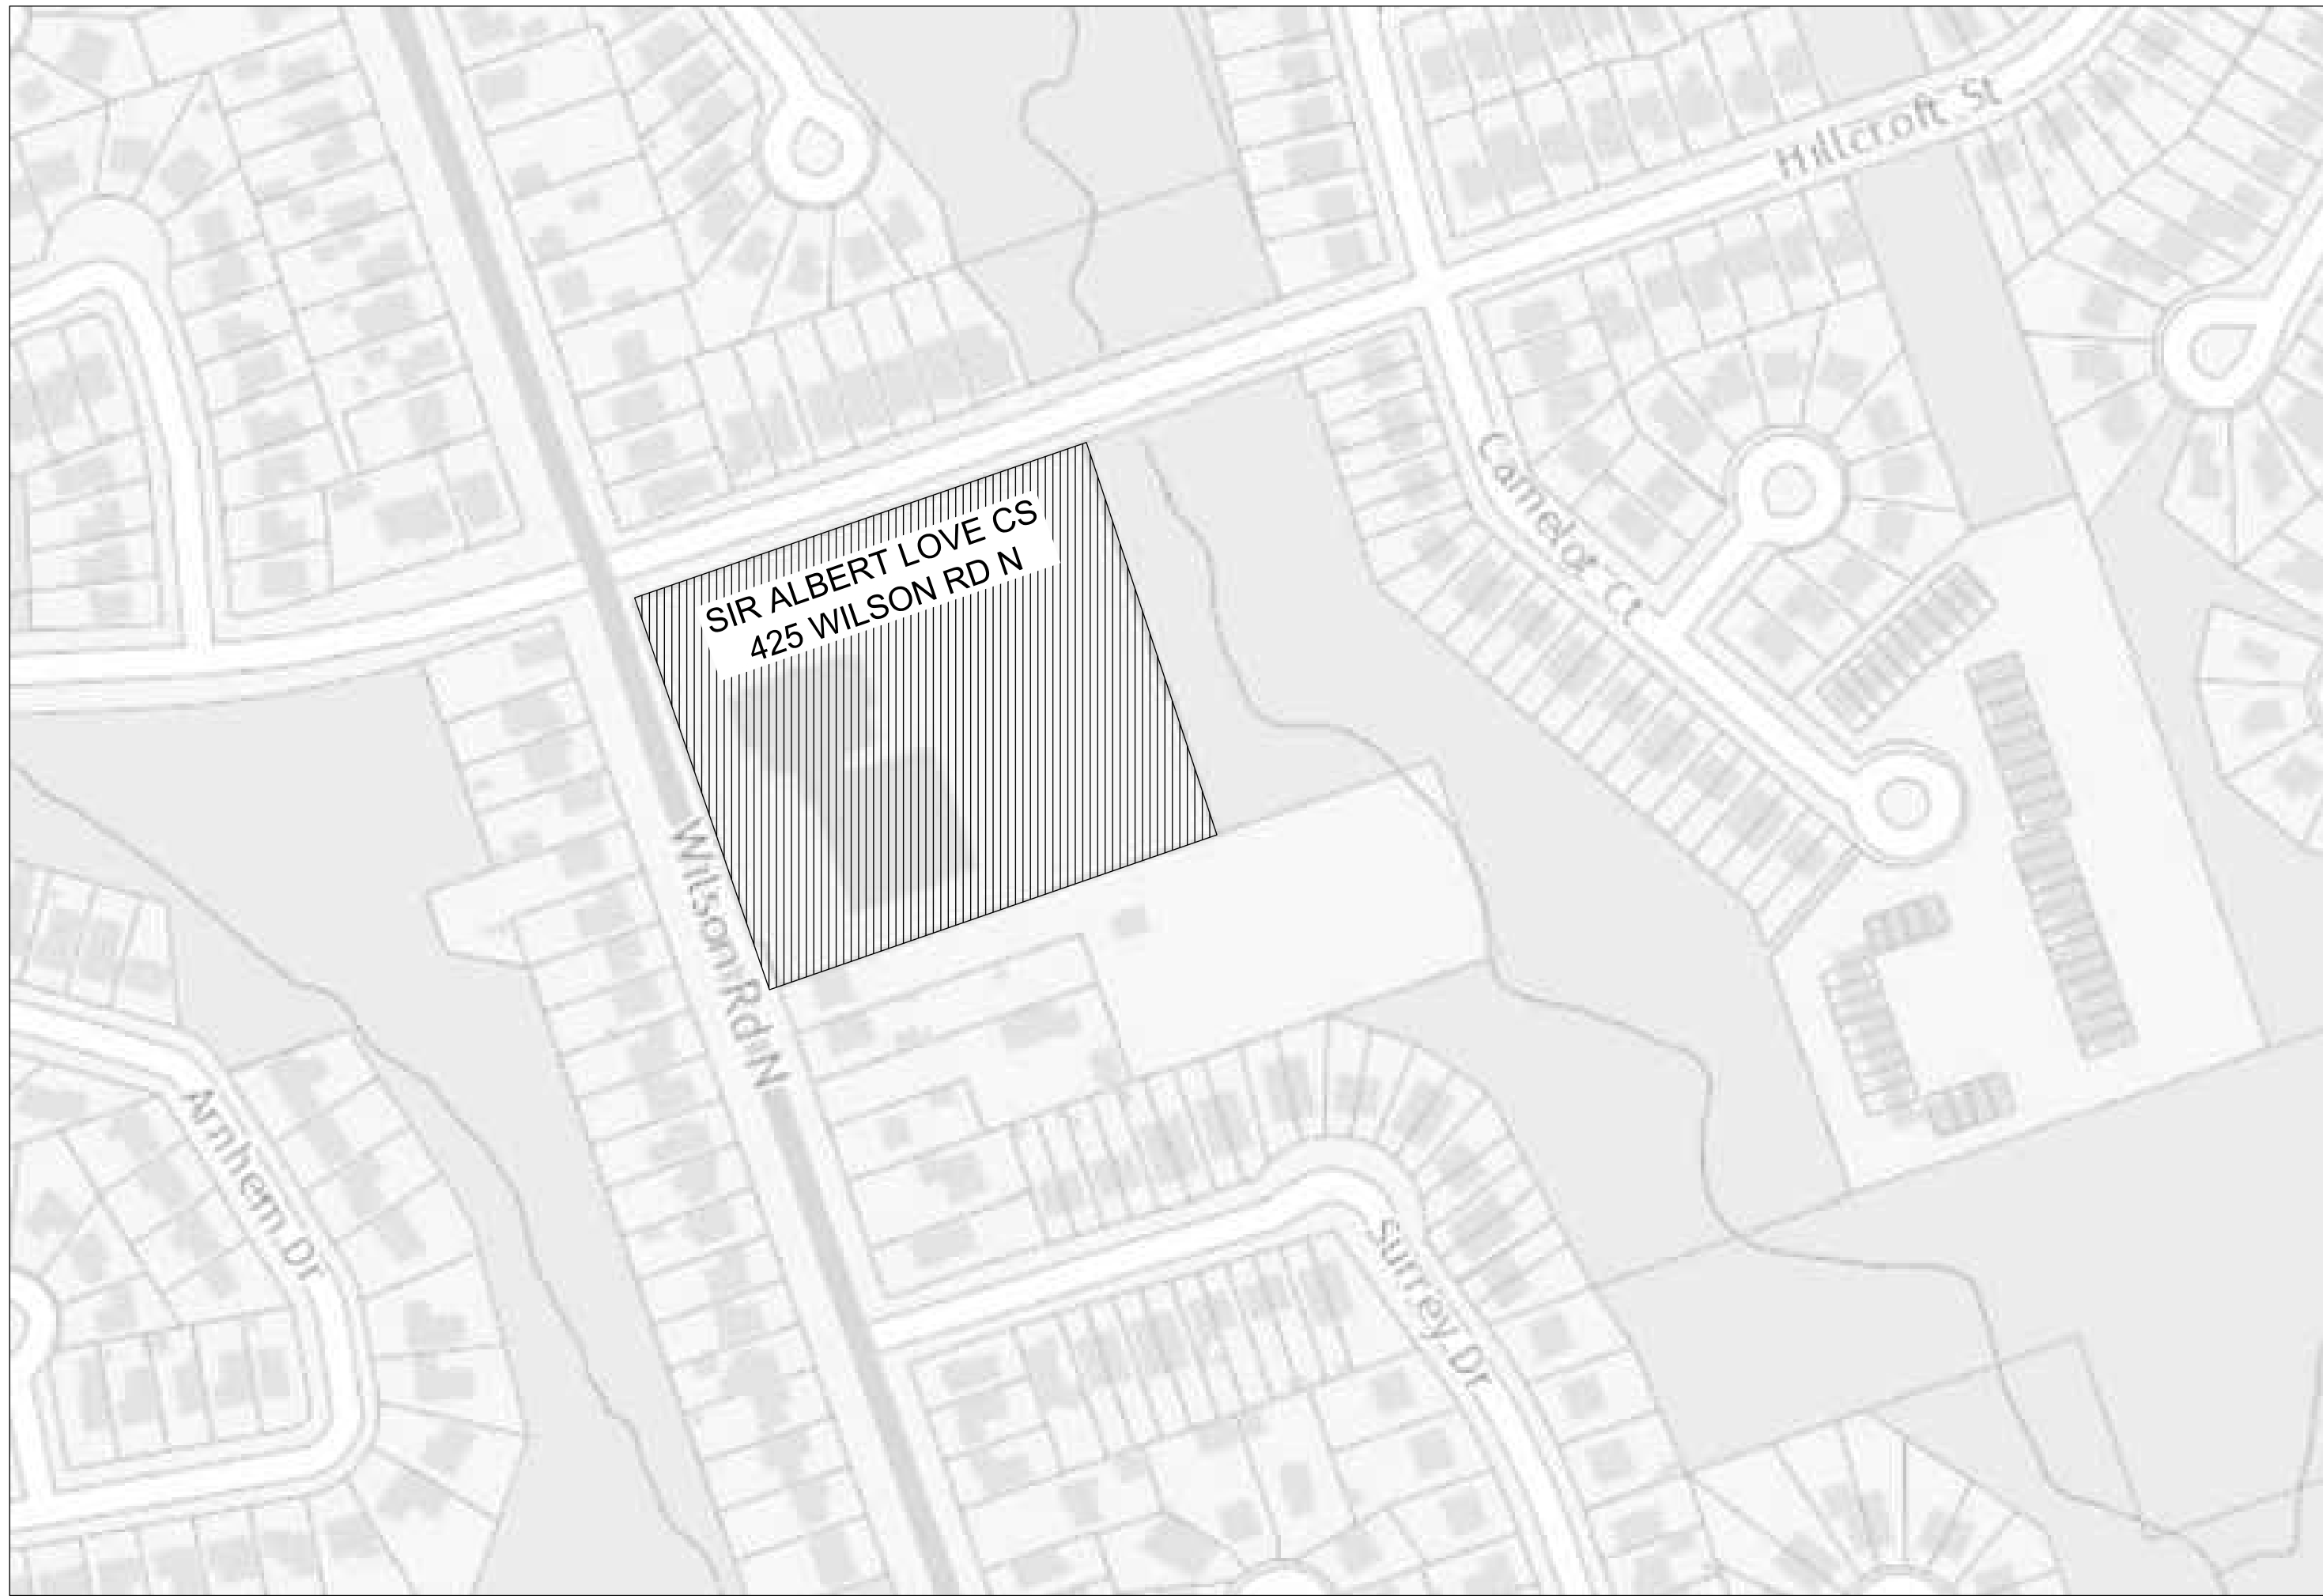 Hillcroft St
Camelot Ct
SIR ALBERT LOVE CS
425 WILSON RD N
Wilson Rd N
Arnhem Dr
Surrey Dr